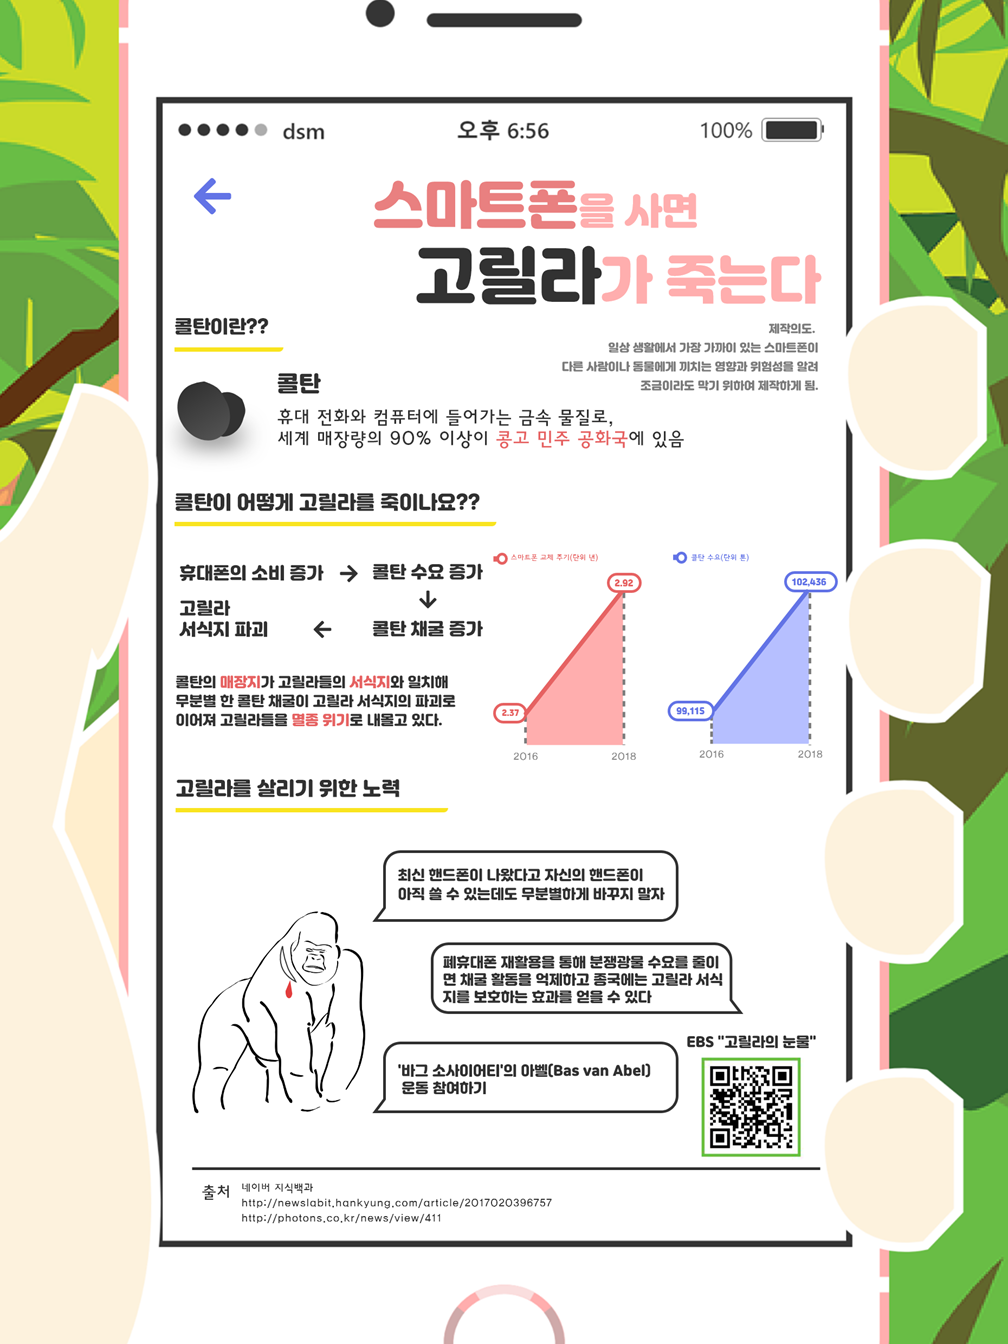 dsm 오후 6:56 100%
스마트폰을 사면
고릴라가 죽는다
콜탄이란??
제작의도.
일상 생활에서 가장 가까이 있는 스마트폰이
다른 사람이나 동물에게 끼치는 영향과 위험성을 알려
조금이라도 막기 위하여 제작하게 됨.
콜탄
휴대 전화와 컴퓨터에 들어가는 금속 물질로,
세계 매장량의 90% 이상이 콩고 민주 공화국에 있음
콜탄이 어떻게 고릴라를 죽이나요??
휴대폰의 소비 증가 → 콜탄 수요 증가
↓
고릴라
서식지 파괴 ← 콜탄 채굴 증가
콜탄의 매장지가 고릴라들의 서식지와 일치해
무분별 한 콜탄 채굴이 고릴라 서식지의 파괴로
이어져 고릴라들을 멸종 위기로 내몰고 있다.
스마트폰 교체 주기(단위 년)
2.92
2.37
2016 2018
콜탄 수요(단위 톤)
102,436
99,115
2016 2018
고릴라를 살리기 위한 노력
최신 핸드폰이 나왔다고 자신의 핸드폰이
아직 쓸 수 있는데도 무분별하게 바꾸지 말자
폐휴대폰 재활용을 통해 분쟁광물 수요를 줄이
면 채굴 활동을 억제하고 종국에는 고릴라 서식
지를 보호하는 효과를 얻을 수 있다
'바그 소사이어티'의 아벨(Bas van Abel)
운동 참여하기
EBS "고릴라의 눈물"
출처 네이버 지식백과
http://newslabit.hankyung.com/article/2017020396757
http://photons.co.kr/news/view/411